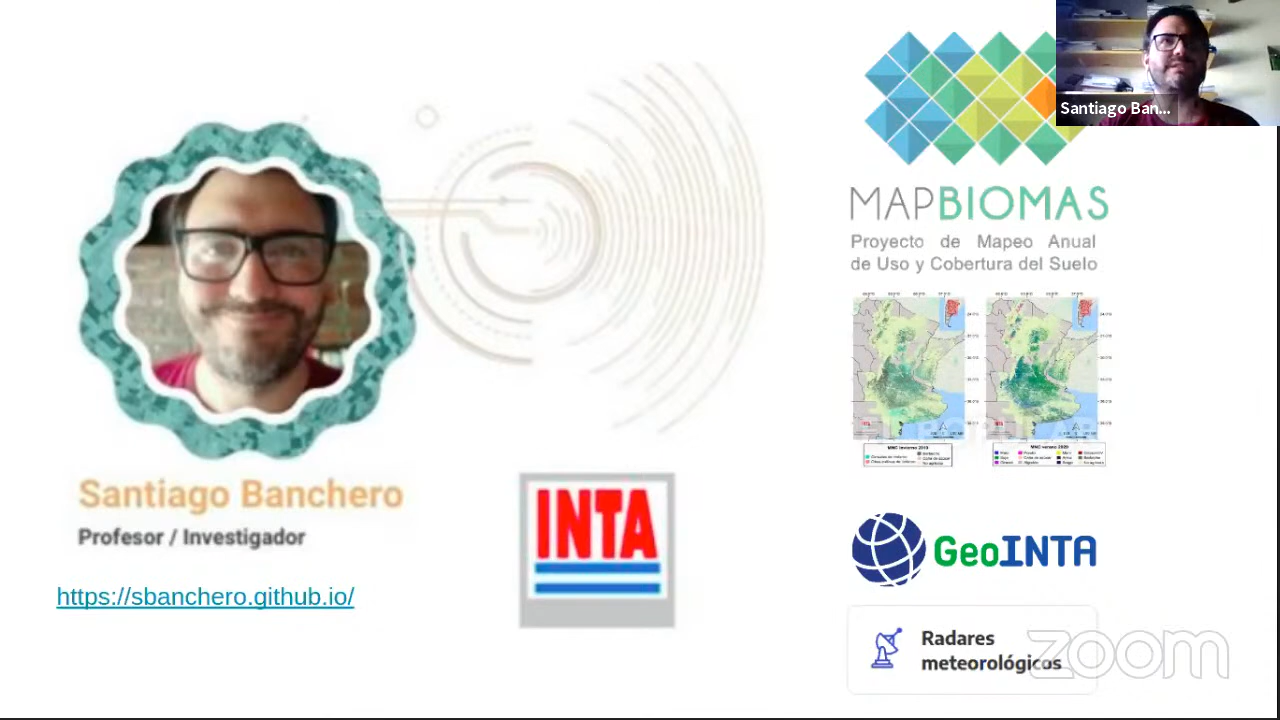 Santiago Ban...
MAPBIOMAS
Proyecto de Mapeo Anual
de Uso y Cobertura del Suelo
Santiago Banchero
Profesor / Investigador
https://sbanchero.github.io/
INTA
GeoINTA
Radares
meteorológicos
zoom